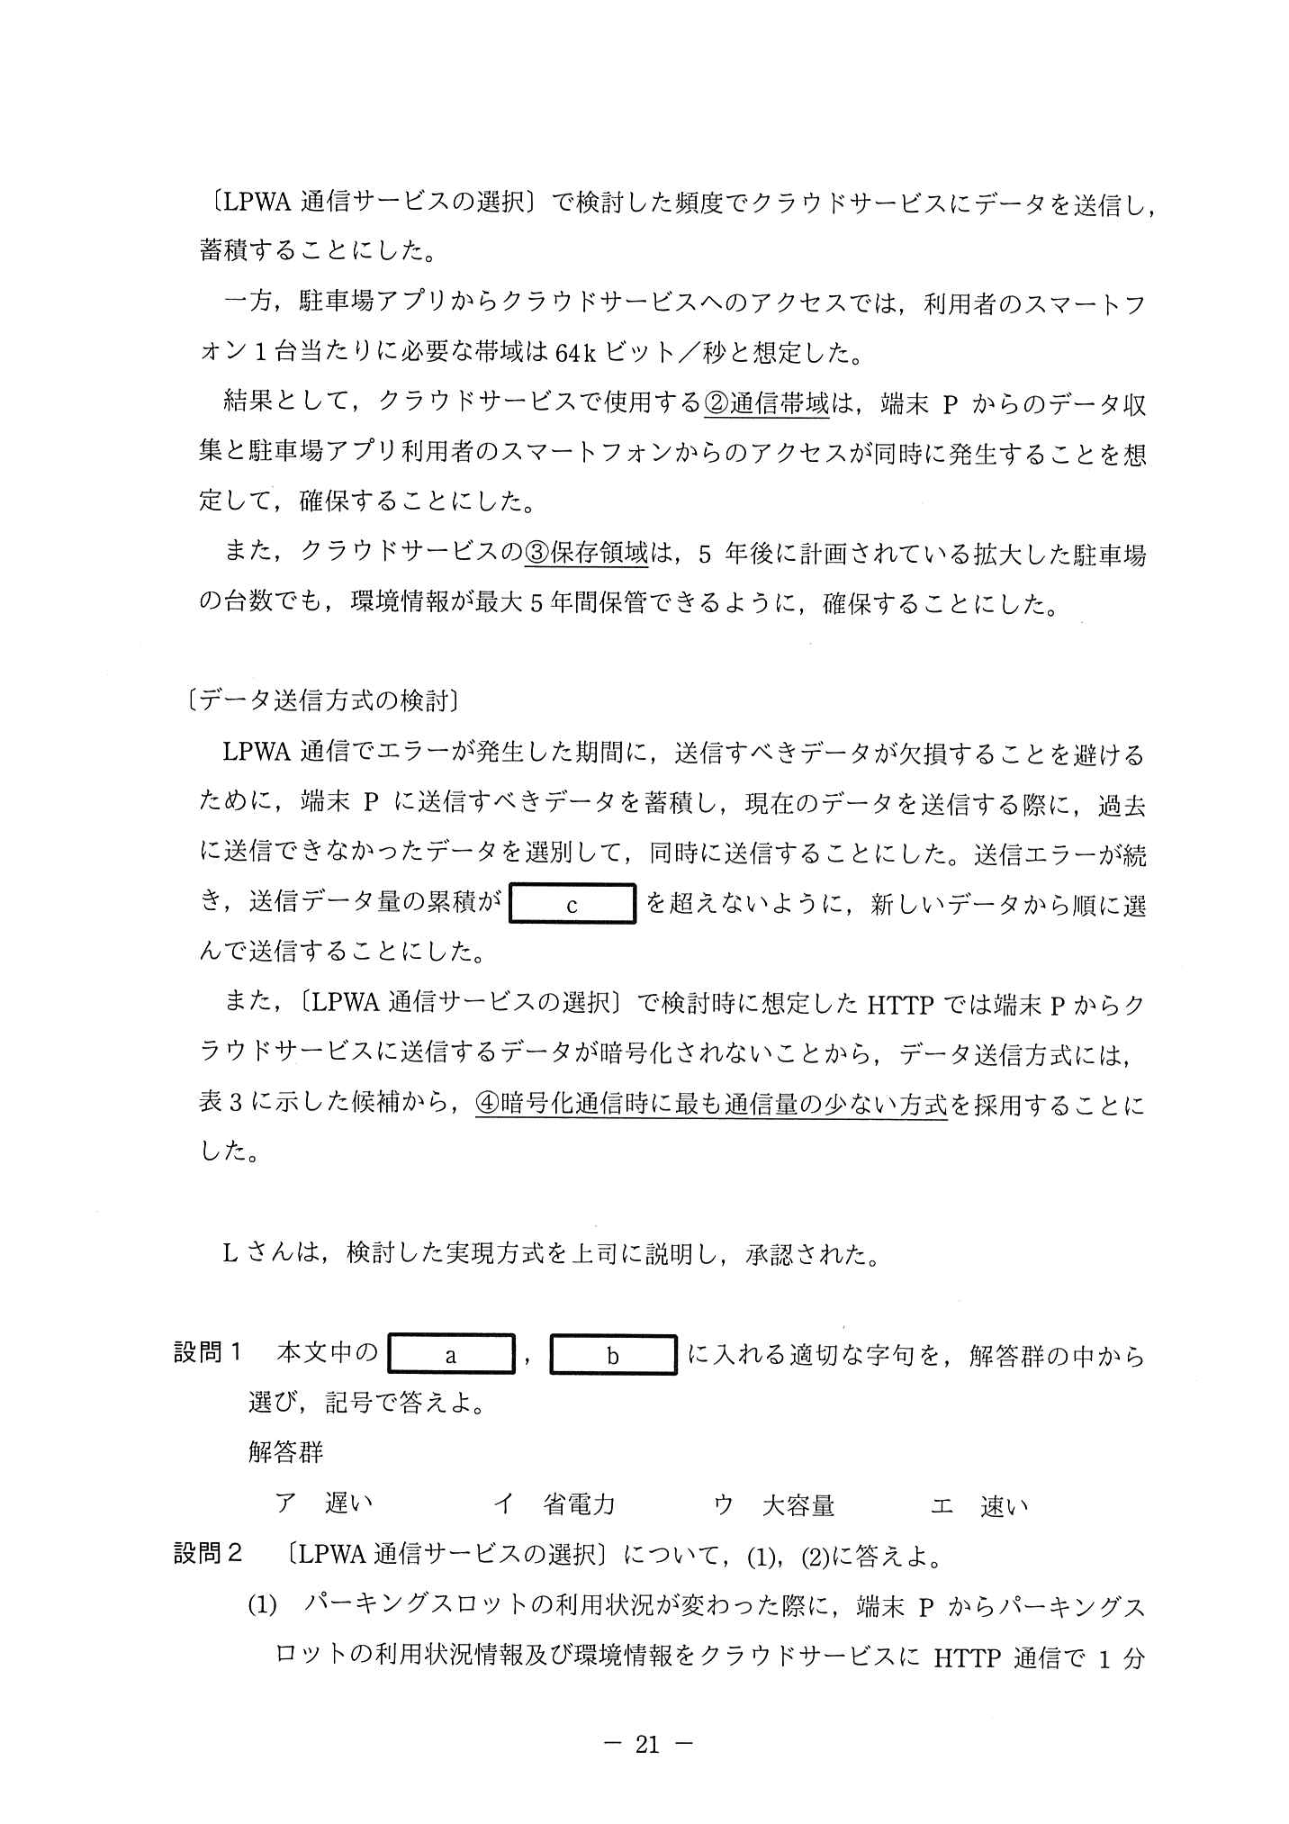 〔LPWA 通信サービスの選択〕で検討した頻度でクラウドサービスにデータを送信し，
蓄積することにした。
一方，駐車場アプリからクラウドサービスへのアクセスでは，利用者のスマートフ
ォン 1 台当たりに必要な帯域は 64k ビット／秒と想定した。
結果として，クラウドサービスで使用する②通信帯域は，端末 P からのデータ収
集と駐車場アプリ利用者のスマートフォンからのアクセスが同時に発生することを想
定して，確保することにした。
また，クラウドサービスの③保存領域は，5 年後に計画されている拡大した駐車場
の台数でも，環境情報が最大 5 年間保管できるように，確保することにした。
〔データ送信方式の検討〕
LPWA 通信でエラーが発生した期間に，送信すべきデータが欠損することを避ける
ために，端末 P に送信すべきデータを蓄積し，現在のデータを送信する際に，過去
に送信できなかったデータを選別して，同時に送信することにした。送信エラーが続
き，送信データ量の累積が c を超えないように，新しいデータから順に選
んで送信することにした。
また，〔LPWA 通信サービスの選択〕で検討時に想定した HTTP では端末 P からク
ラウドサービスに送信するデータが暗号化されないことから，データ送信方式には，
表 3 に示した候補から，④暗号化通信時に最も通信量の少ない方式を採用することに
した。
L さんは，検討した実現方式を上司に説明し，承認された。
設問 1 本文中の a ， b に入れる適切な字句を，解答群の中から
選び，記号で答えよ。
解答群
ア 遅い イ 省電力 ウ 大容量 エ 速い
設問 2 〔LPWA 通信サービスの選択〕について，(1)，(2)に答えよ。
(1) パーキングスロットの利用状況が変わった際に，端末 P からパーキングス
ロットの利用状況情報及び環境情報をクラウドサービスに HTTP 通信で 1 分
－ 21 －